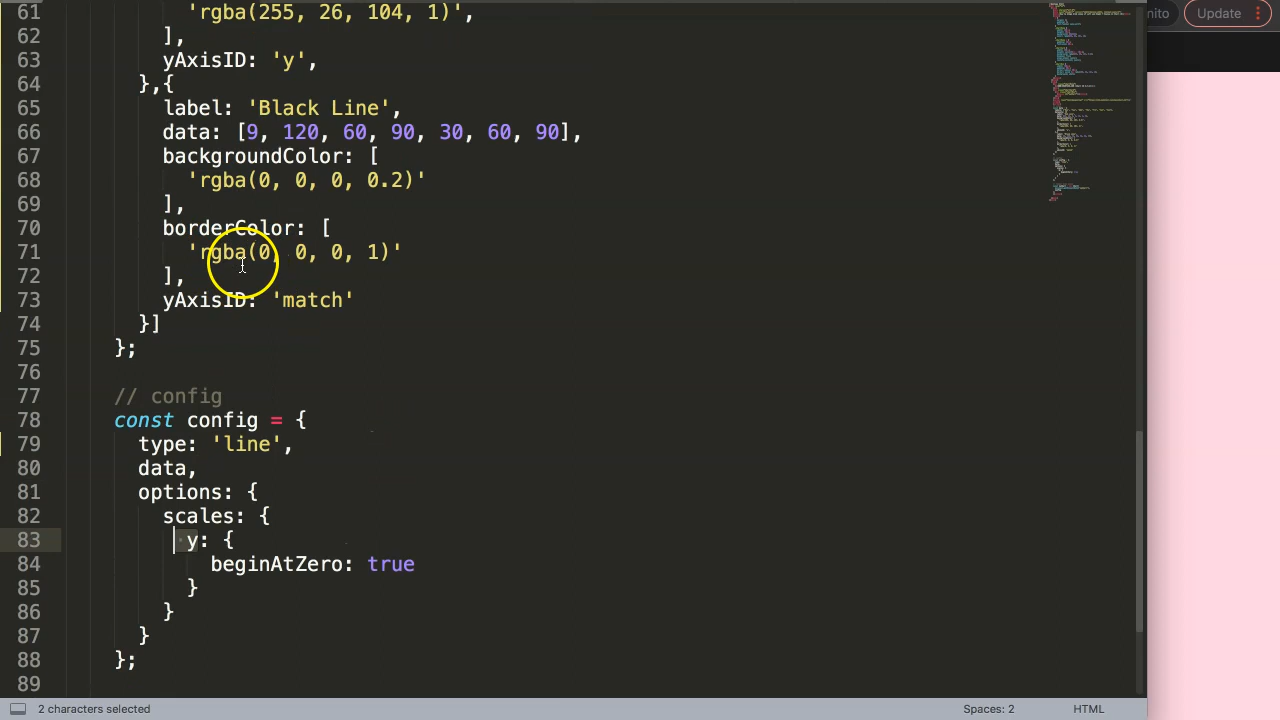 61 'rgba(255, 26, 104, 1)',
62 ],
63 yAxisID: 'y',
64 },{
65 label: 'Black Line',
66 data: [9, 120, 60, 90, 30, 60, 90],
67 backgroundColor: [
68 'rgba(0, 0, 0, 0.2)'
69 ],
70 borderColor: [
71 'rgba(0, 0, 0, 1)'
72 ],
73 yAxisID: 'match'
74 }]
75 };
76
77 // config
78 const config = {
79 type: 'line',
80 data,
81 options: {
82 scales: {
83 y: {
84 beginAtZero: true
85 }
86 }
87 }
88 };
89
2 characters selected
Spaces: 2
HTML
nito
Update